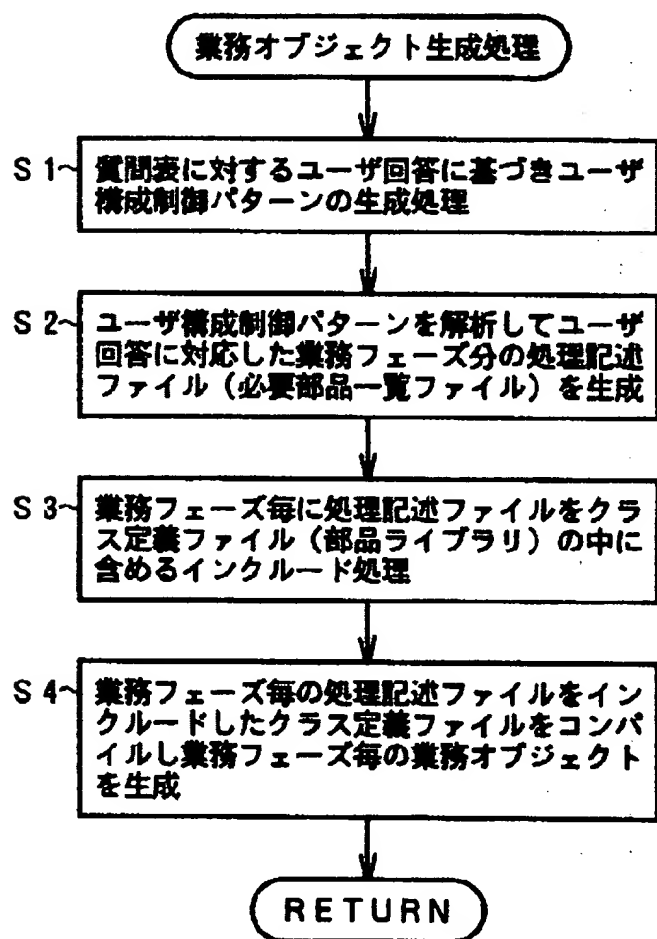 業務オブジェクト生成処理
S1~ 質問表に対するユーザ回答に基づきユーザ
構成制御パターンの生成処理
S2~ ユーザ構成制御パターンを解析してユーザ
回答に対応した業務フェーズ分の処理記述
ファイル（必要部品一覧ファイル）を生成
S3~ 業務フェーズ毎に処理記述ファイルをクラ
ス定義ファイル（部品ライブラリ）の中に
含めるインクルード処理
S4~ 業務フェーズ毎の処理記述ファイルをイン
クルードしたクラス定義ファイルをコンパ
イルし業務フェーズ毎の業務オブジェクト
を生成
RETURN